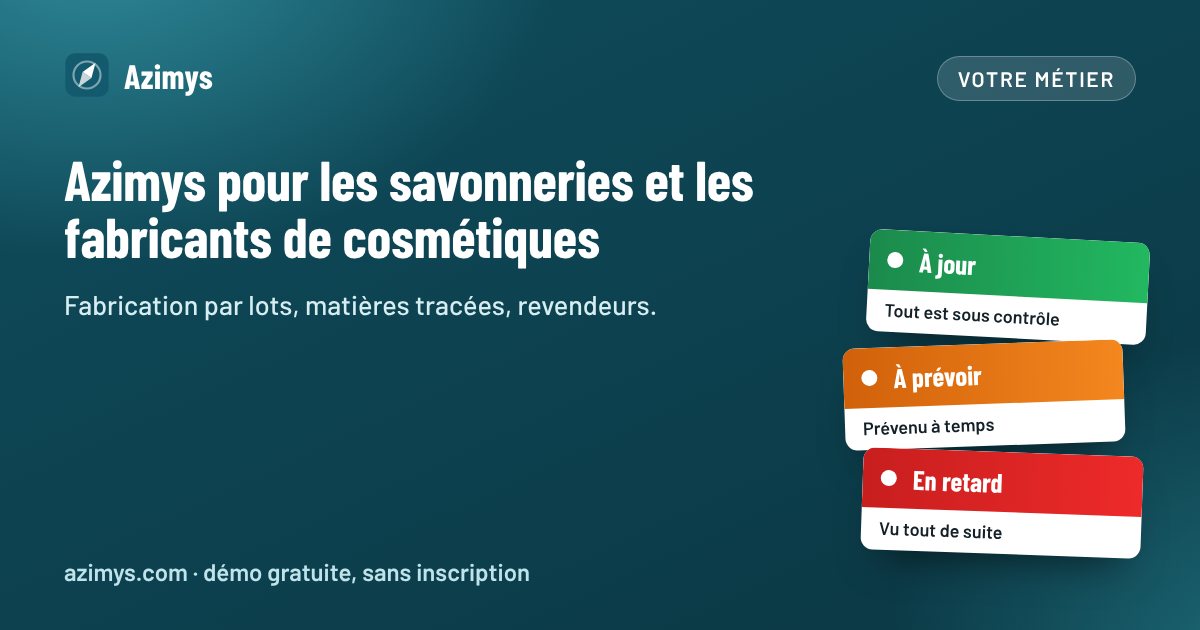 Azimys
VOTRE MÉTIER
Azimys pour les savonneries et les
fabricants de cosmétiques
Fabrication par lots, matières tracées, revendeurs.
À jour
Tout est sous contrôle
À prévoir
Prévenu à temps
En retard
Vu tout de suite
azimys.com · démo gratuite, sans inscription